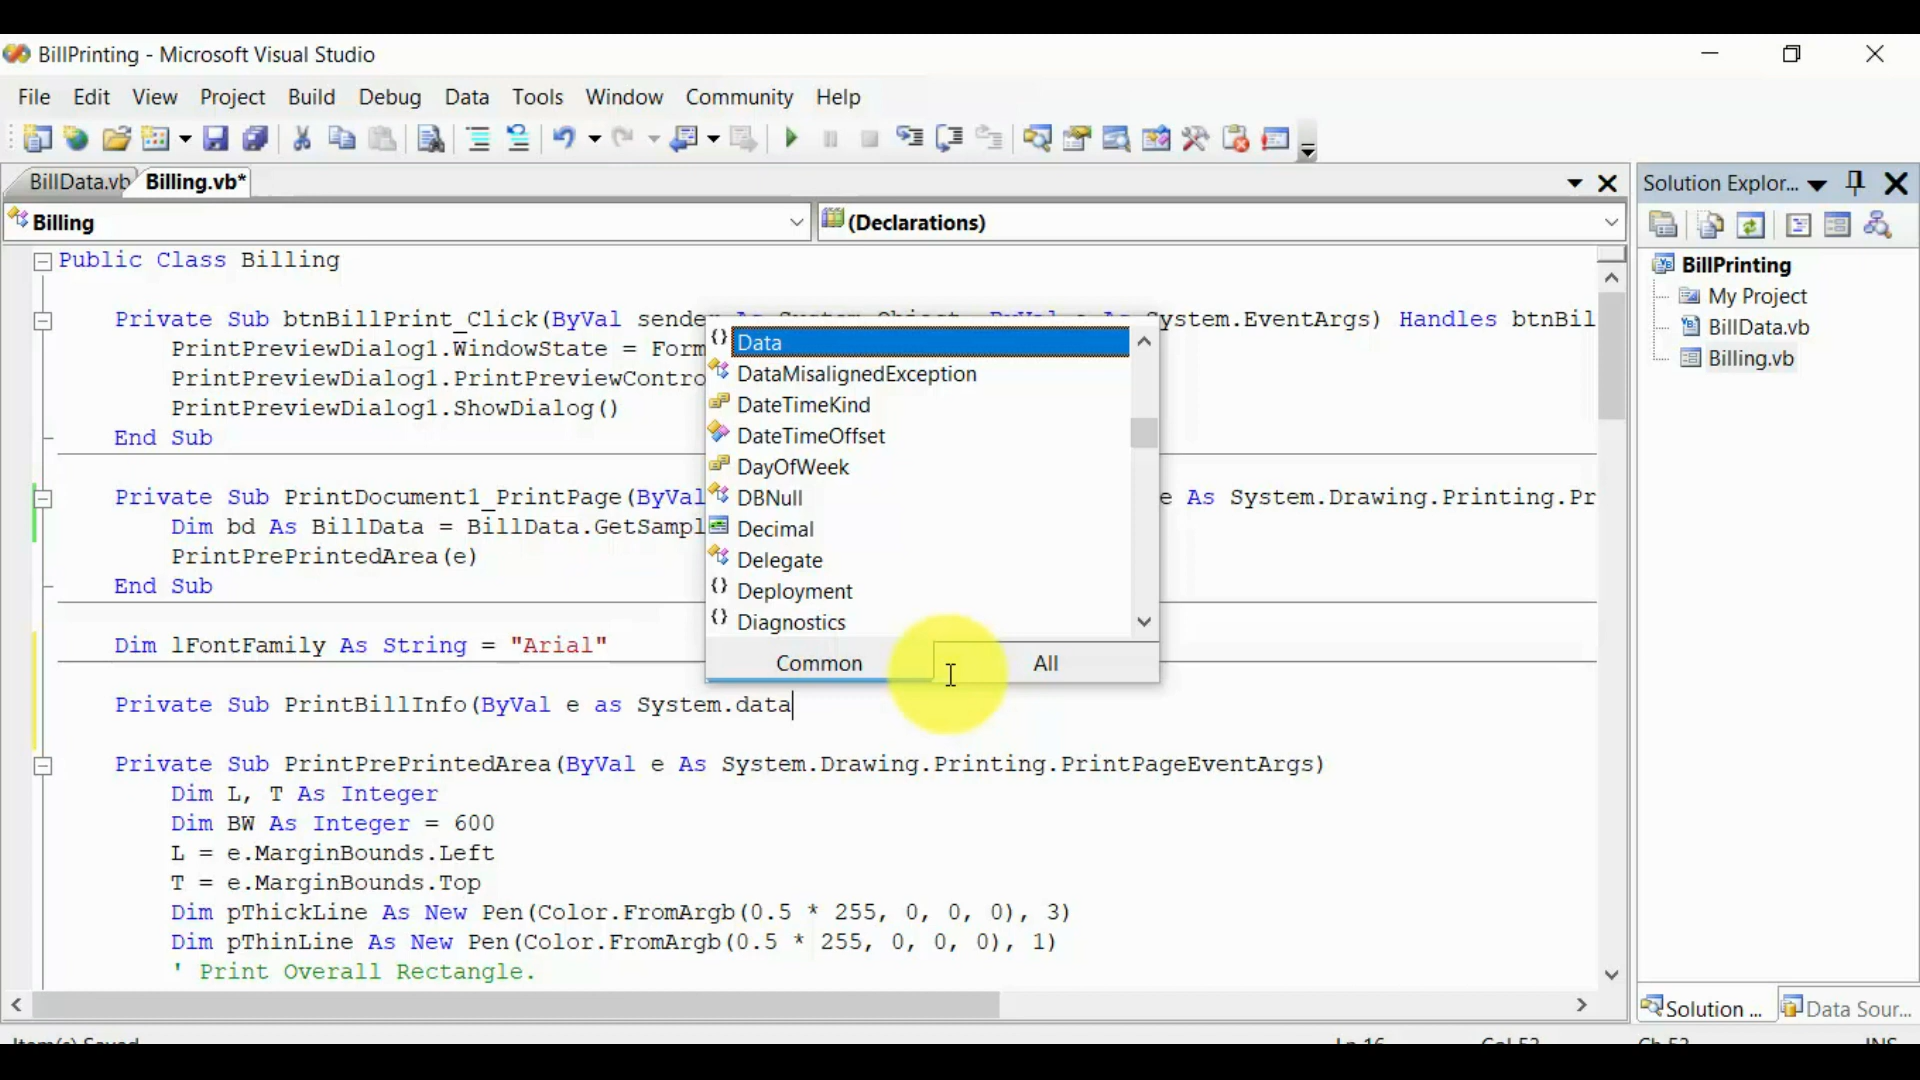 BillPrinting - Microsoft Visual Studio
File Edit View Project Build Debug Data Tools Window Community Help
BillData.vb Billing.vb*
Solution Explor...
Billing
(Declarations)
Public Class Billing
Private Sub btnBillPrint_Click(ByVal sende System.EventArgs) Handles btnBil
PrintPreviewDialog1.WindowState = Form
PrintPreviewDialog1.PrintPreviewContro
PrintPreviewDialog1.ShowDialog()
End Sub
Private Sub PrintDocument1_PrintPage(ByVal e As System.Drawing.Printing.Pr
Dim bd As BillData = BillData.GetSampl
PrintPrePrintedArea(e)
End Sub
Dim lFontFamily As String = "Arial"
Private Sub PrintBillInfo(ByVal e as System.data
Private Sub PrintPrePrintedArea(ByVal e As System.Drawing.Printing.PrintPageEventArgs)
Dim L, T As Integer
Dim BW As Integer = 600
L = e.MarginBounds.Left
T = e.MarginBounds.Top
Dim pThickLine As New Pen(Color.FromArgb(0.5 * 255, 0, 0, 0), 3)
Dim pThinLine As New Pen(Color.FromArgb(0.5 * 255, 0, 0, 0), 1)
' Print Overall Rectangle.
Data
DataMisalignedException
DateTimeKind
DateTimeOffset
DayOfWeek
DBNull
Decimal
Delegate
Deployment
Diagnostics
Common All
BillPrinting
My Project
BillData.vb
Billing.vb
Solution ... Data Sour...